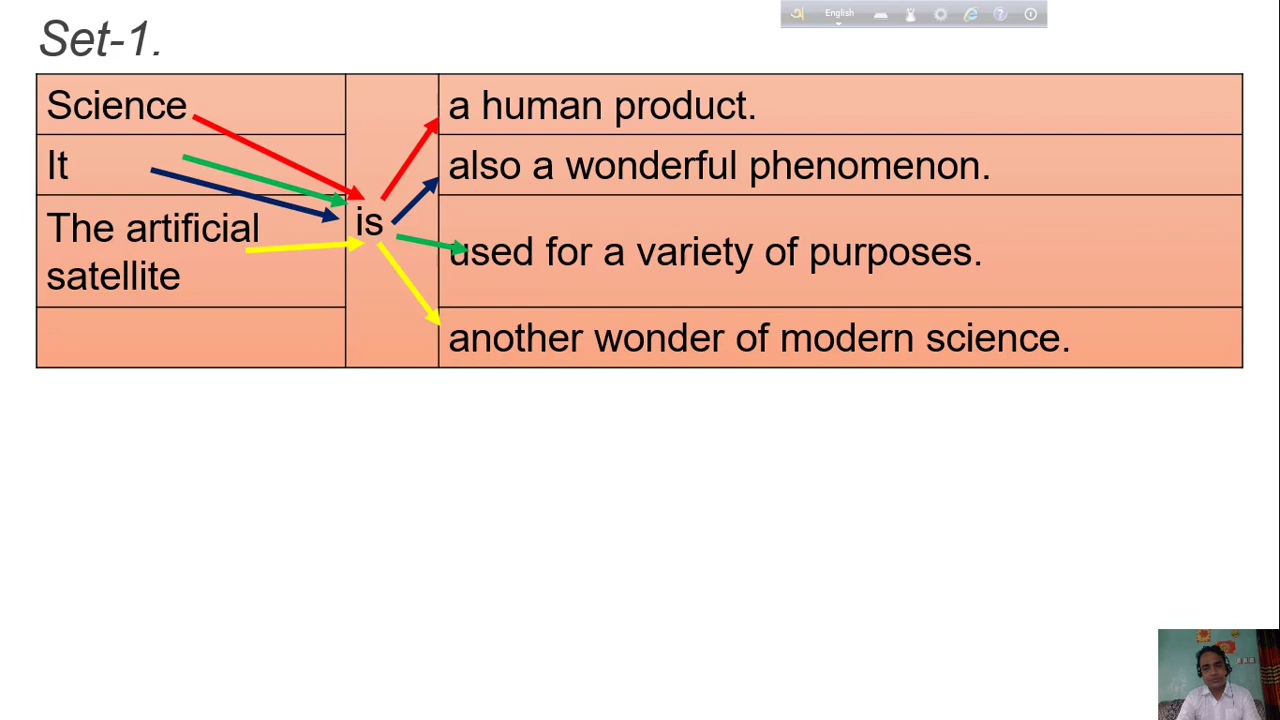 অ English
Set-1.
Science
a human product.
It
also a wonderful phenomenon.
The artificial
satellite
is
used for a variety of purposes.
another wonder of modern science.